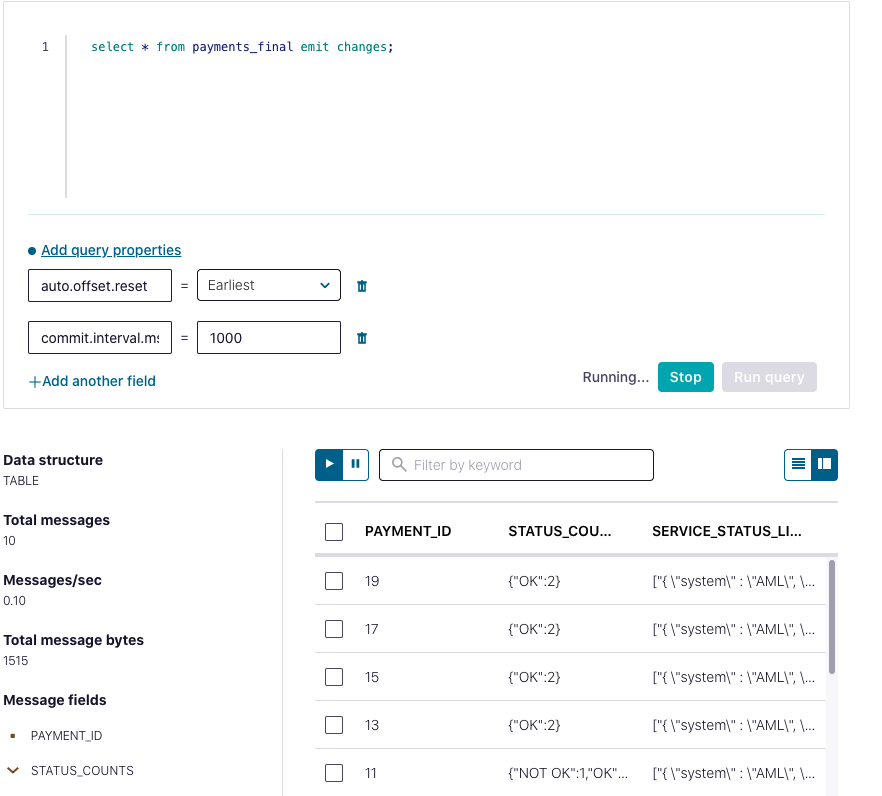 1 select * from payments_final emit changes;
Add query properties
auto.offset.reset = Earliest
commit.interval.ms = 1000
+Add another field
Running... Stop Run query
Data structure
TABLE
Total messages
10
Messages/sec
0.10
Total message bytes
1515
Message fields
PAYMENT_ID
STATUS_COUNTS
Filter by keyword
PAYMENT_ID STATUS_COU... SERVICE_STATUS_LI...
19 {"OK":2} ["{ \"system\" : \"AML\", \...
17 {"OK":2} ["{ \"system\" : \"AML\", \...
15 {"OK":2} ["{ \"system\" : \"AML\", \...
13 {"OK":2} ["{ \"system\" : \"AML\", \...
11 {"NOT OK":1,"OK"... ["{ \"system\" : \"AML\", \...